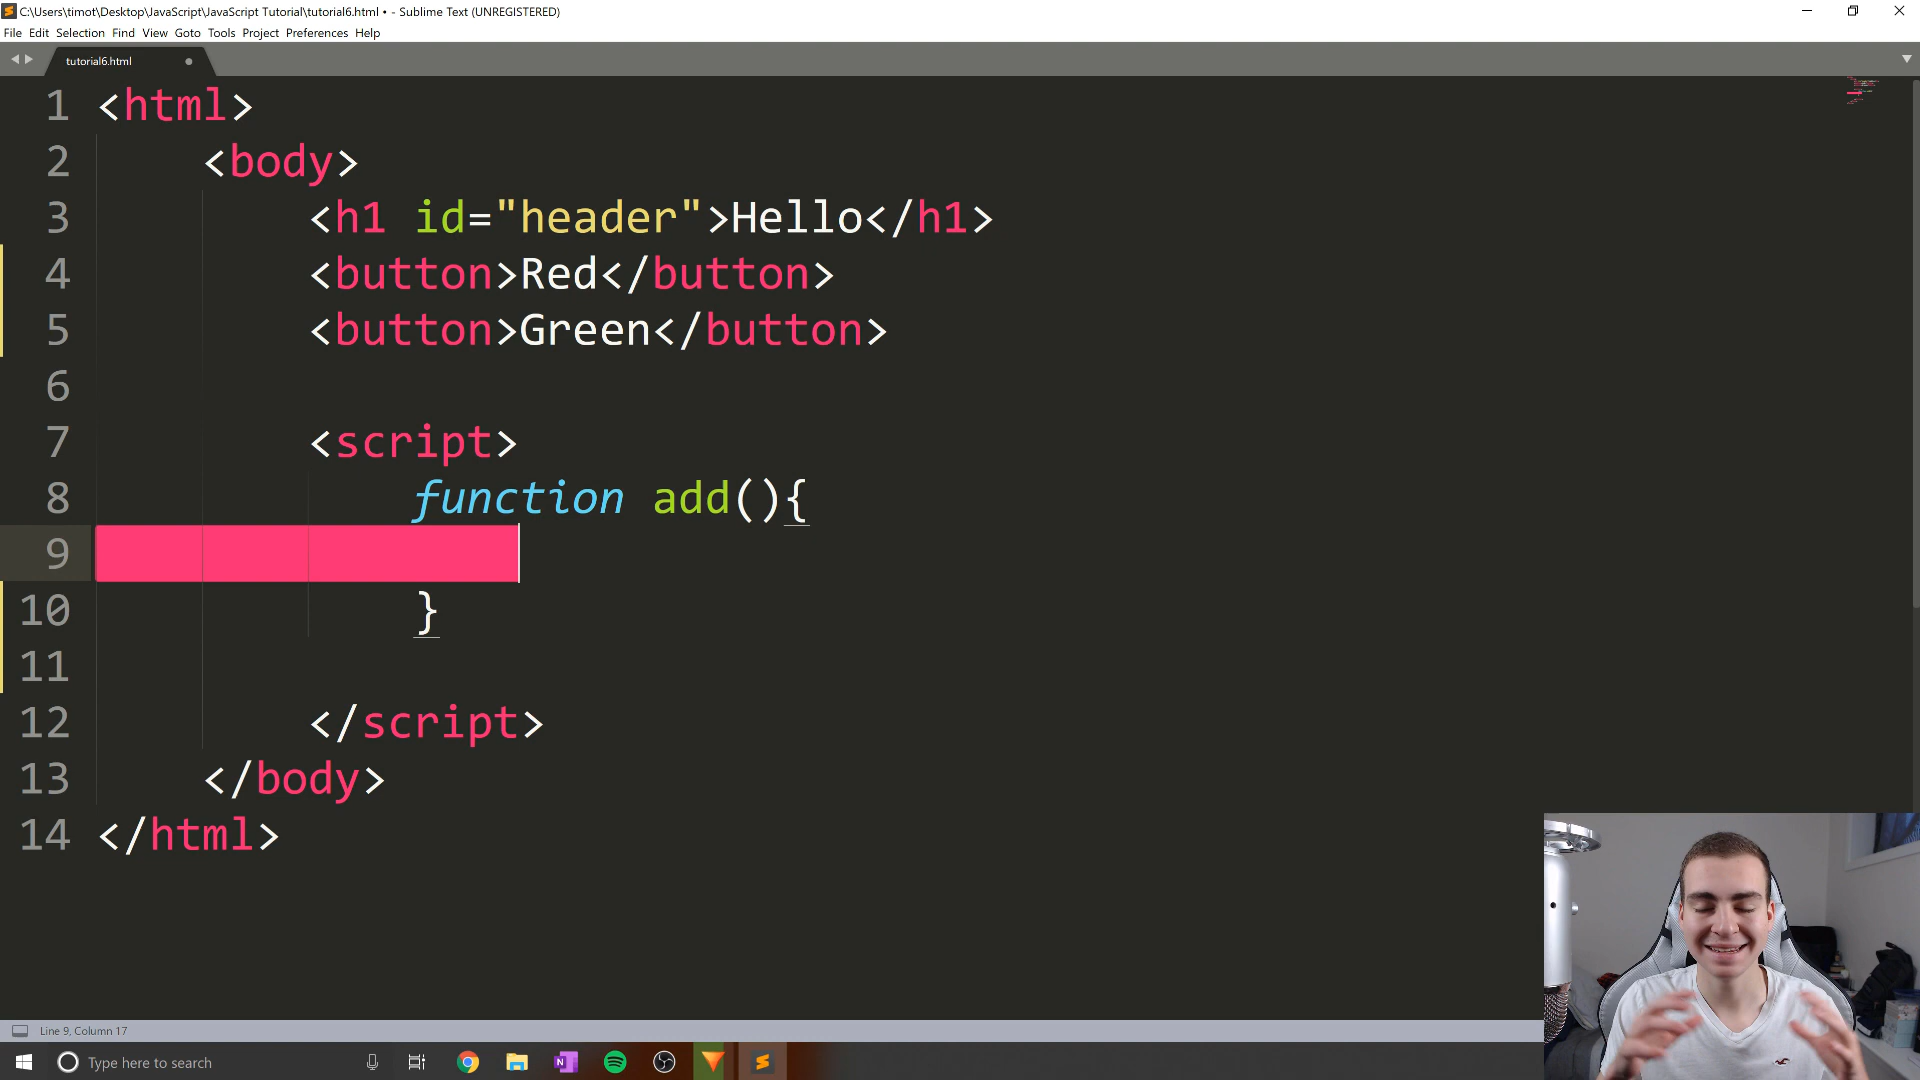 C:\Users\timot\Desktop\JavaScript\JavaScript Tutorial\tutorial6.html • - Sublime Text (UNREGISTERED)
File Edit Selection Find View Goto Tools Project Preferences Help
tutorial6.html
1 <html>
2 <body>
3 <h1 id="header">Hello</h1>
4 <button>Red</button>
5 <button>Green</button>
6
7 <script>
8 function add(){
9
10 }
11
12 </script>
13 </body>
14 </html>
Line 9, Column 17
Type here to search